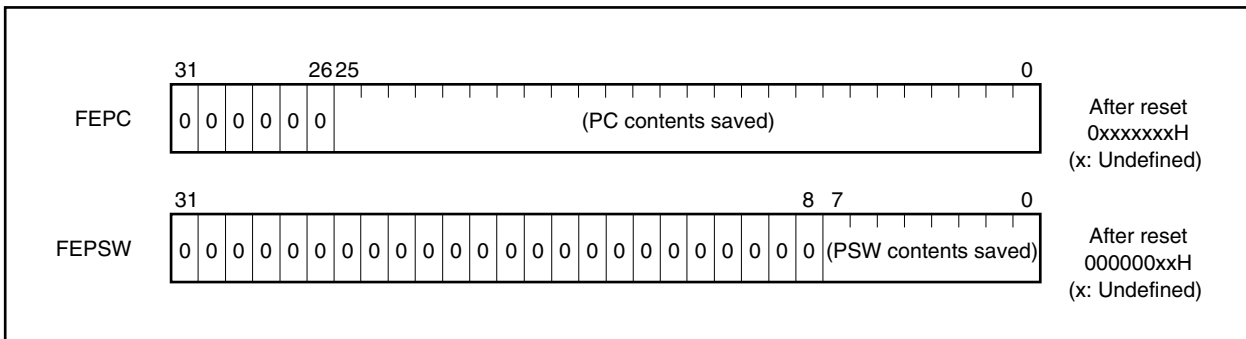 31 26 25 0
FEPC 0 0 0 0 0 0 (PC contents saved) After reset
0xxxxxxxH
(x: Undefined)
31 8 7 0
FEPSW 0 0 0 0 0 0 0 0 0 0 0 0 0 0 0 0 0 0 0 0 0 0 0 0 (PSW contents saved) After reset
000000xxH
(x: Undefined)